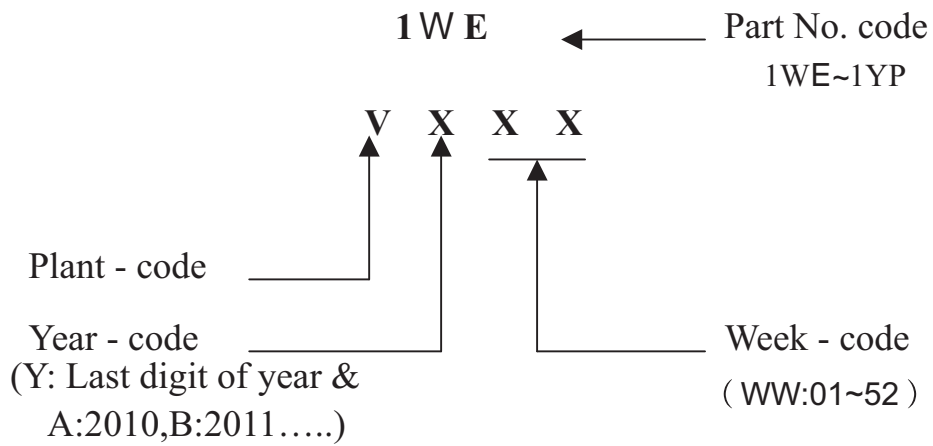 1WE
Part No. code
1WE~1YP
V X X X
Plant - code
Year - code
(Y: Last digit of year &
A:2010,B:2011…..)
Week - code
（WW:01~52）